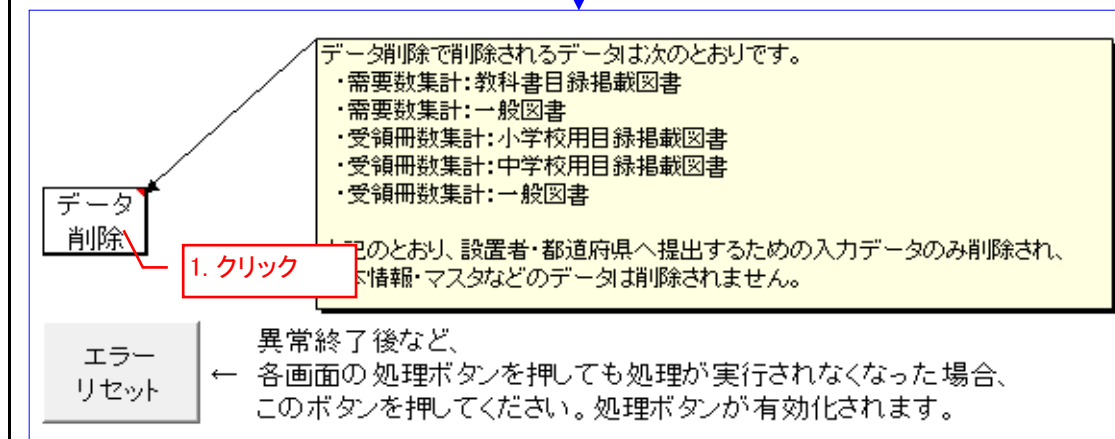 データ削除で削除されるデータは次のとおりです。
・需要数集計:教科書目録掲載図書
・需要数集計:一般図書
・受領冊数集計:小学校用目録掲載図書
・受領冊数集計:中学校用目録掲載図書
・受領冊数集計:一般図書
記のとおり、設置者・都道府県へ提出するための入力データのみ削除され、
情報・マスタなどのデータは削除されません。
データ
削除
1. クリック
エラー
リセット
← 異常終了後など、
各画面の処理ボタンを押しても処理が実行されなくなった場合、
このボタンを押してください。処理ボタンが有効化されます。